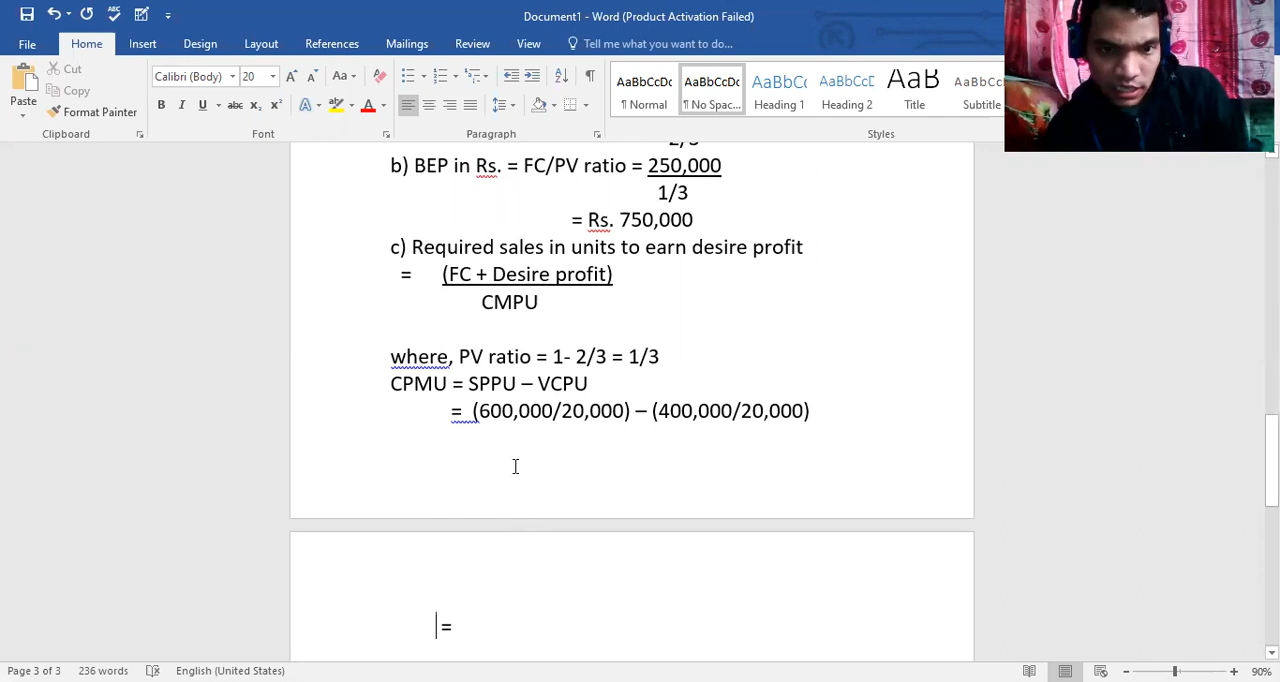 Document1 - Word (Product Activation Failed)
File Home Insert Design Layout References Mailings Review View Tell me what you want to do...
Cut
Copy
Paste
Format Painter
Calibri (Body) 20
AaBbCcDc AaBbCcDc AaBbCc AaBbCcE AaB AaBbCcD
¶ Normal ¶ No Spac... Heading 1 Heading 2 Title Subtitle
Clipboard Font Paragraph Styles
2/3
b) BEP in Rs. = FC/PV ratio = 250,000
1/3
= Rs. 750,000
c) Required sales in units to earn desire profit
= (FC + Desire profit)
CMPU
where, PV ratio = 1- 2/3 = 1/3
CPMU = SPPU – VCPU
= (600,000/20,000) – (400,000/20,000)
=
Page 3 of 3 236 words English (United States) 90%